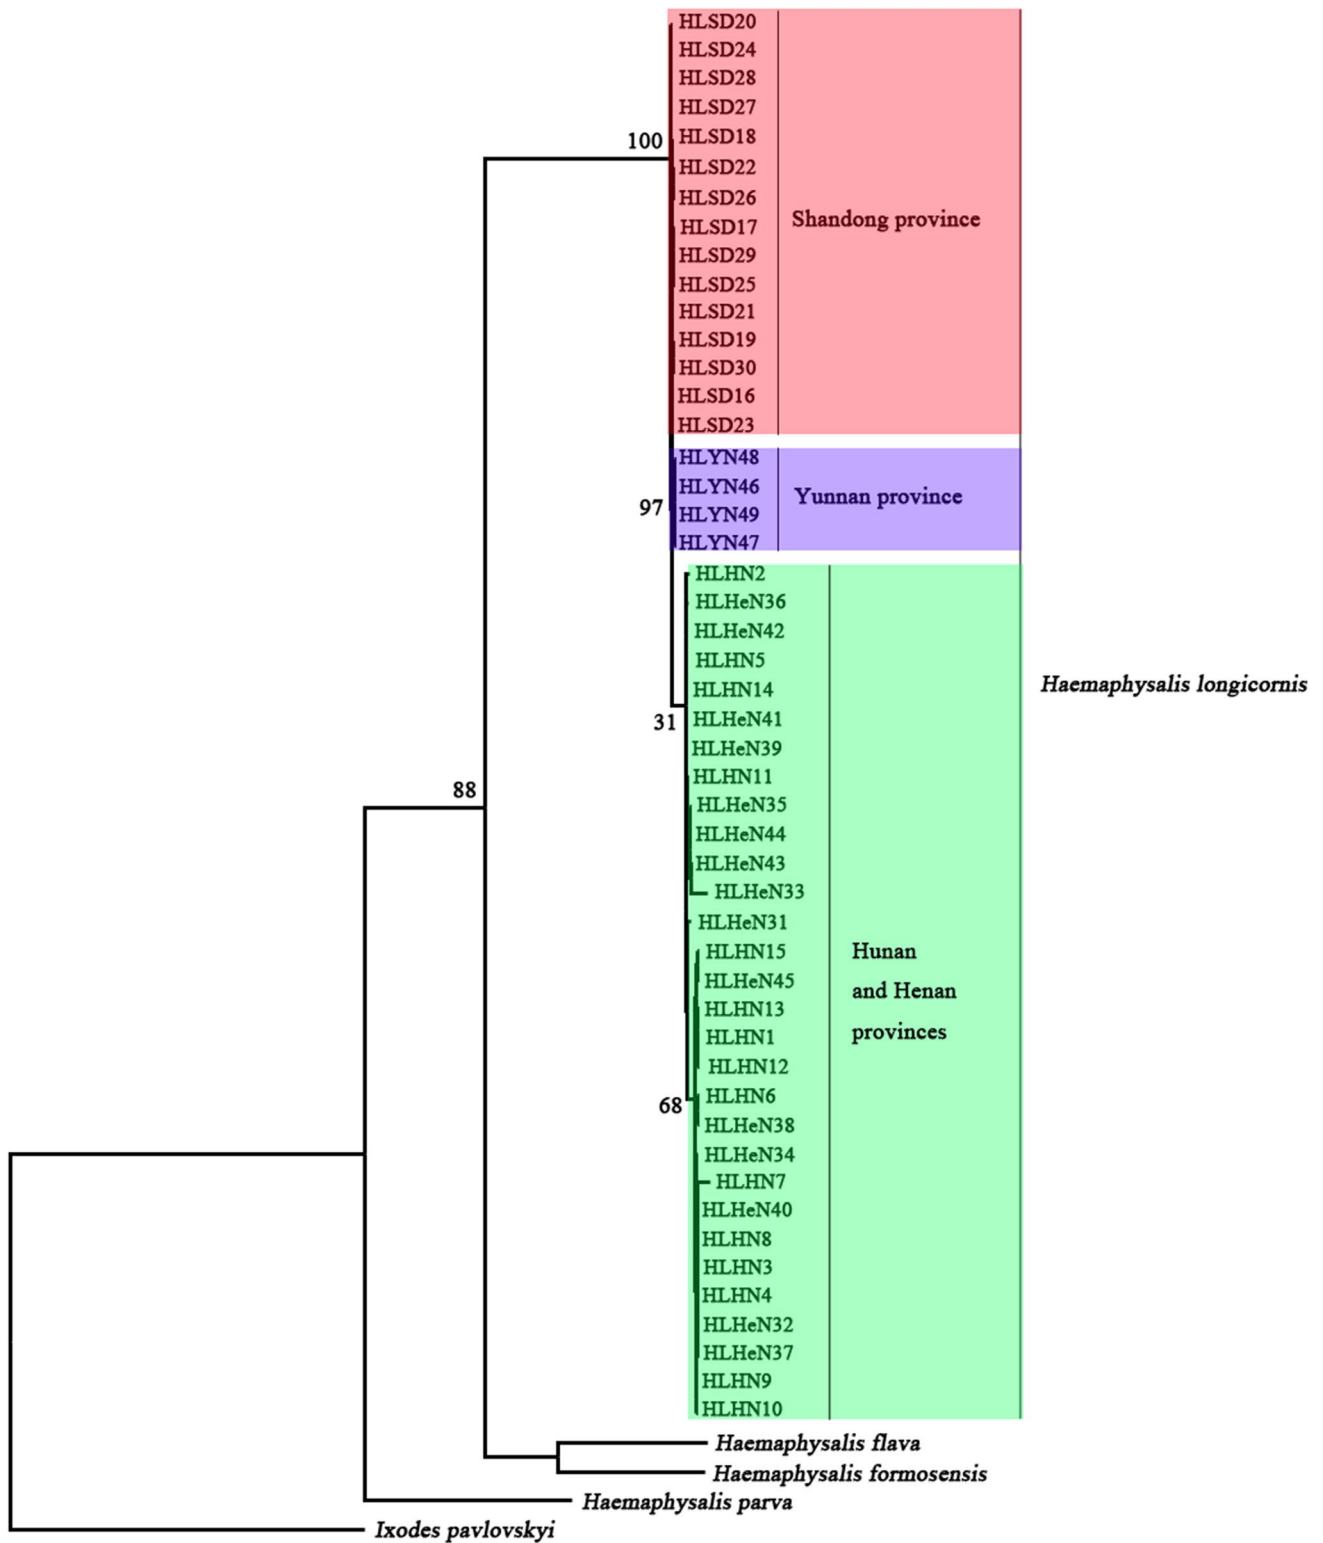 HLSD20
HLSD24
HLSD28
HLSD27
100
HLSD18
HLSD22
HLSD26
HLSD17
Shandong province
HLSD29
HLSD25
HLSD21
HLSD19
HLSD30
HLSD16
HLSD23
HLYN48
HLYN46
Yunnan province
97
HLYN49
HLYN47
HLHN2
HLHeN36
HLHeN42
HLHN5
HLHN14
Haemaphysalis longicornis
31
HLHeN41
HLHeN39
HLHN11
88
HLHeN35
HLHeN44
HLHeN43
HLHeN33
HLHeN31
HLHN15
Hunan
and Henan
provinces
HLHeN45
HLHN13
HLHN1
HLHN12
68
HLHN6
HLHeN38
HLHeN34
HLHN7
HLHeN40
HLHN8
HLHN3
HLHN4
HLHeN32
HLHeN37
HLHN9
HLHN10
Haemaphysalis flava
Haemaphysalis formosensis
Haemaphysalis parva
Ixodes pavlovskyi